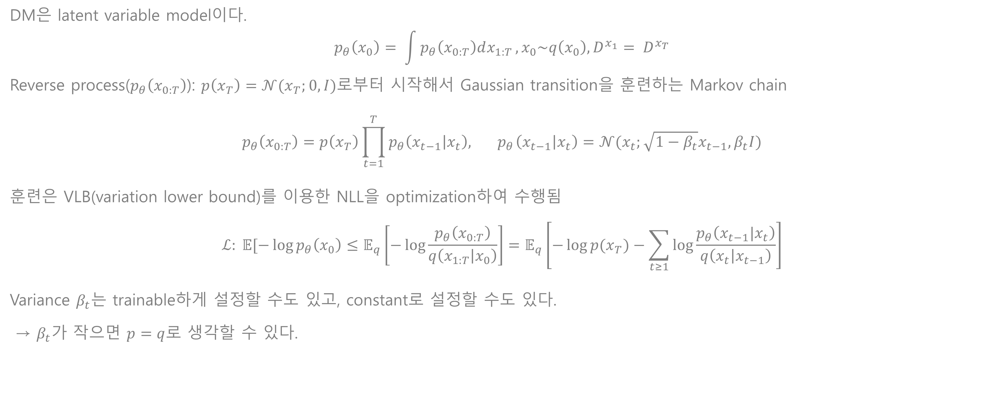 DM은 latent variable model이다.
$p_\theta(x_0) = \int p_\theta(x_{0:T})dx_{1:T}, x_0 \sim q(x_0), D^{x_1} = D^{x_T}$
Reverse process($p_\theta(x_{0:T})$): $p(x_T) = \mathcal{N}(x_T; 0, I)$로부터 시작해서 Gaussian transition을 훈련하는 Markov chain
$p_\theta(x_{0:T}) = p(x_T) \prod_{t=1}^{T} p_\theta(x_{t-1}|x_t), \quad p_\theta(x_{t-1}|x_t) = \mathcal{N}(x_t; \sqrt{1-\beta_t}x_{t-1}, \beta_t I)$
훈련은 VLB(variation lower bound)를 이용한 NLL을 optimization하여 수행됨
$\mathcal{L}: \mathbb{E}[-\log p_\theta(x_0) \leq \mathbb{E}_q \left[-\log \frac{p_\theta(x_{0:T})}{q(x_{1:T}|x_0)}\right] = \mathbb{E}_q \left[-\log p(x_T) - \sum_{t \geq 1} \log \frac{p_\theta(x_{t-1}|x_t)}{q(x_t|x_{t-1})}\right]$
Variance $\beta_t$는 trainable하게 설정할 수도 있고, constant로 설정할 수도 있다.
→ $\beta_t$가 작으면 $p = q$로 생각할 수 있다.